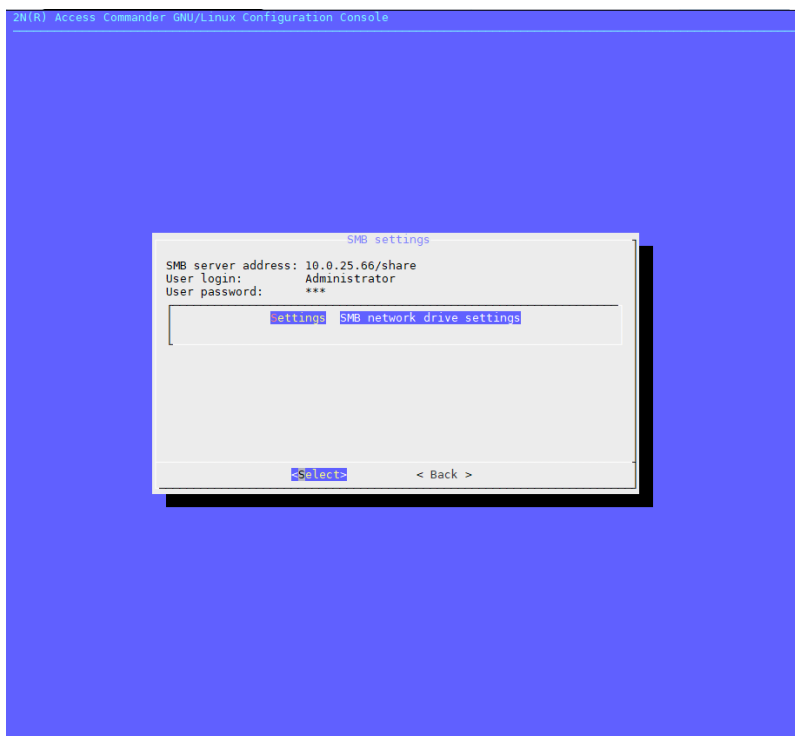 2N(R) Access Commander GNU/Linux Configuration Console
SMB settings
SMB server address: 10.0.25.66/share
User login: Administrator
User password: ***
Settings SMB network drive settings
<Select> < Back >